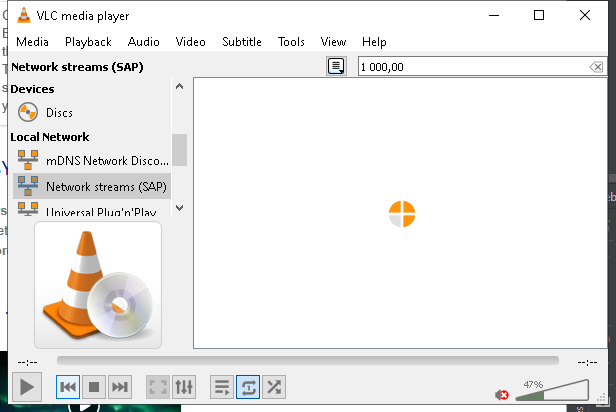 VLC media player
Media Playback Audio Video Subtitle Tools View Help
Network streams (SAP)
1 000,00
Devices
Discs
Local Network
mDNS Network Disco...
Network streams (SAP)
Universal Plug'n'Play
--:--
--:--
47%